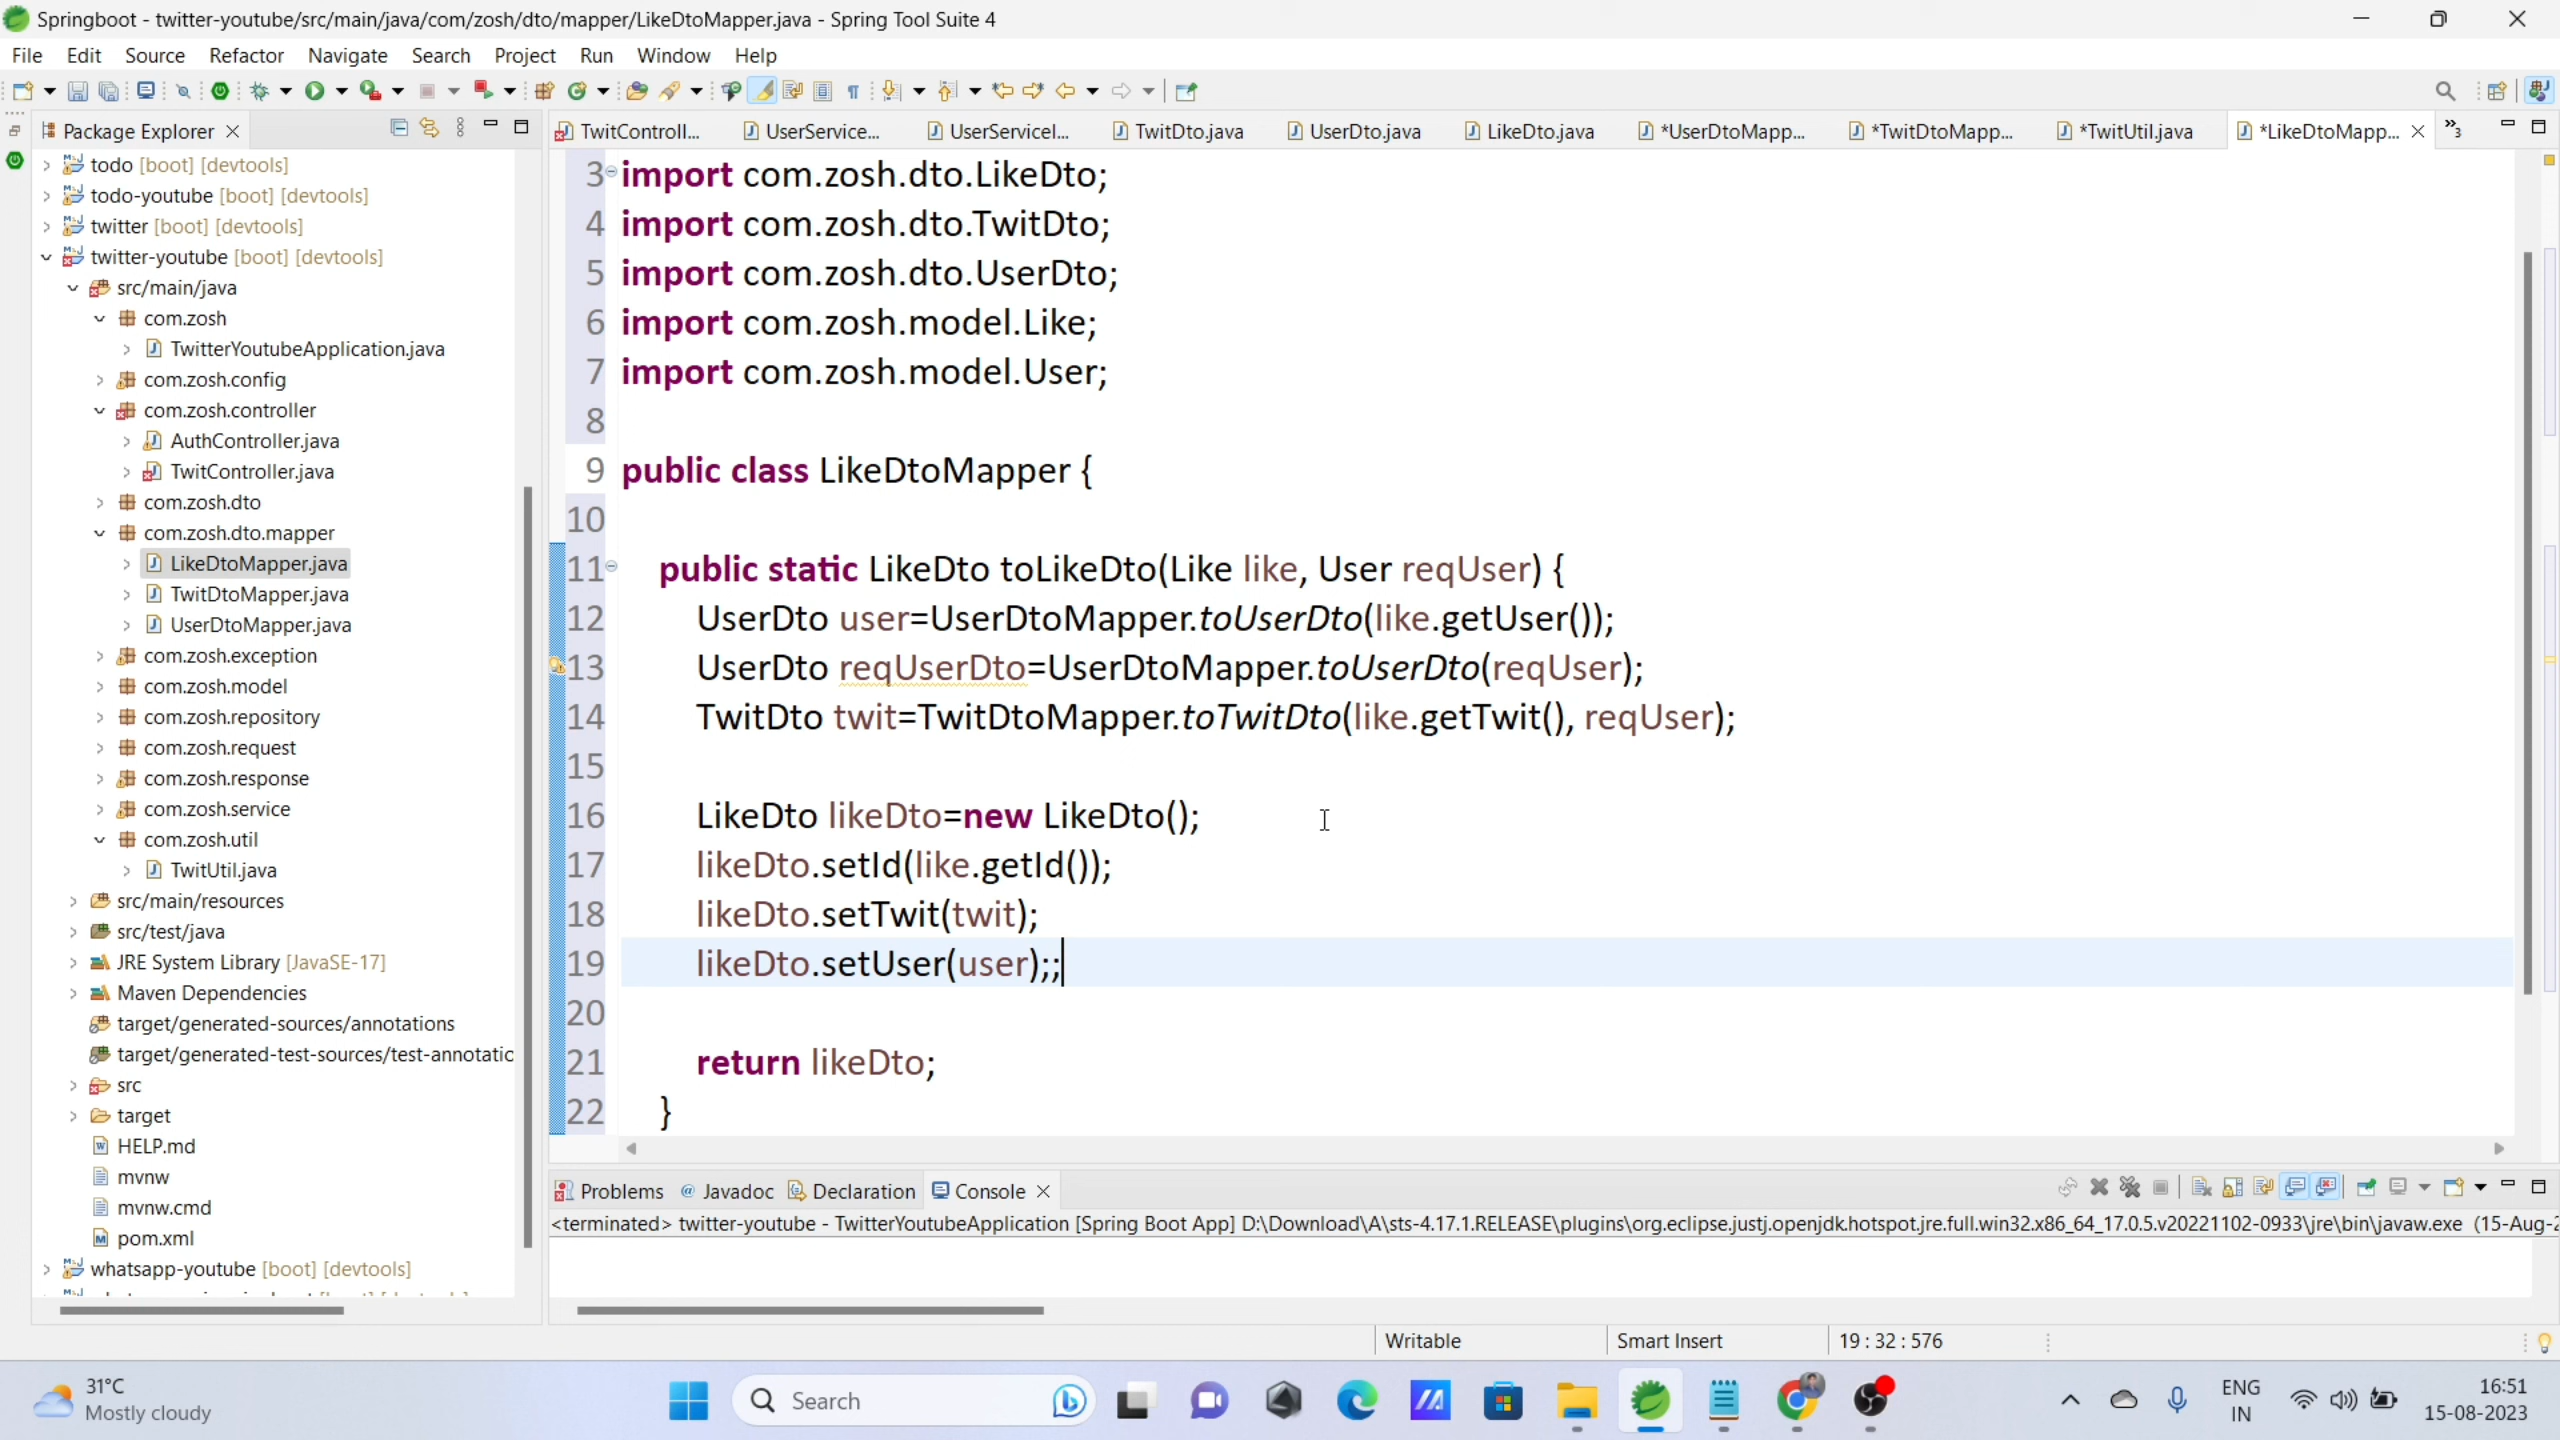 Springboot - twitter-youtube/src/main/java/com/zosh/dto/mapper/LikeDtoMapper.java - Spring Tool Suite 4
File Edit Source Refactor Navigate Search Project Run Window Help
Package Explorer
TwitControll... UserService... UserServiceI... TwitDto.java UserDto.java LikeDto.java *UserDtoMapp... *TwitDtoMapp... *TwitUtil.java *LikeDtoMapp... »3
todo [boot] [devtools]
todo-youtube [boot] [devtools]
twitter [boot] [devtools]
twitter-youtube [boot] [devtools]
src/main/java
com.zosh
TwitterYoutubeApplication.java
com.zosh.config
com.zosh.controller
AuthController.java
TwitController.java
com.zosh.dto
com.zosh.dto.mapper
LikeDtoMapper.java
TwitDtoMapper.java
UserDtoMapper.java
com.zosh.exception
com.zosh.model
com.zosh.repository
com.zosh.request
com.zosh.response
com.zosh.service
com.zosh.util
TwitUtil.java
src/main/resources
src/test/java
JRE System Library [JavaSE-17]
Maven Dependencies
target/generated-sources/annotations
target/generated-test-sources/test-annotatio
src
target
HELP.md
mvnw
mvnw.cmd
pom.xml
whatsapp-youtube [boot] [devtools]
3 import com.zosh.dto.LikeDto;
4 import com.zosh.dto.TwitDto;
5 import com.zosh.dto.UserDto;
6 import com.zosh.model.Like;
7 import com.zosh.model.User;
8
9 public class LikeDtoMapper {
10
11 public static LikeDto toLikeDto(Like like, User reqUser) {
12 UserDto user=UserDtoMapper.toUserDto(like.getUser());
13 UserDto reqUserDto=UserDtoMapper.toUserDto(reqUser);
14 TwitDto twit=TwitDtoMapper.toTwitDto(like.getTwit(), reqUser);
15
16 LikeDto likeDto=new LikeDto();
17 likeDto.setId(like.getId());
18 likeDto.setTwit(twit);
19 likeDto.setUser(user);;
20
21 return likeDto;
22 }
Problems @ Javadoc Declaration Console
<terminated> twitter-youtube - TwitterYoutubeApplication [Spring Boot App] D:\Download\A\sts-4.17.1.RELEASE\plugins\org.eclipse.justj.openjdk.hotspot.jre.full.win32.x86_64_17.0.5.v20221102-0933\jre\bin\javaw.exe (15-Aug-2
Writable Smart Insert 19 : 32 : 576
31°C
Mostly cloudy
Search
ENG
IN
16:51
15-08-2023